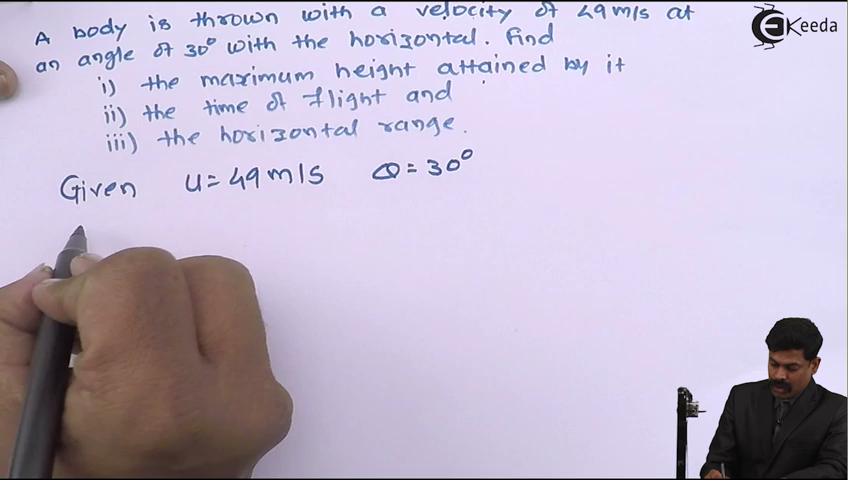 A body is thrown with a velocity of 49 m/s at
an angle of 30° with the horizontal. Find
i) the maximum height attained by it
ii) the time of flight and
iii) the horizontal range.
Given u = 49 m/s θ = 30°
EKeeda